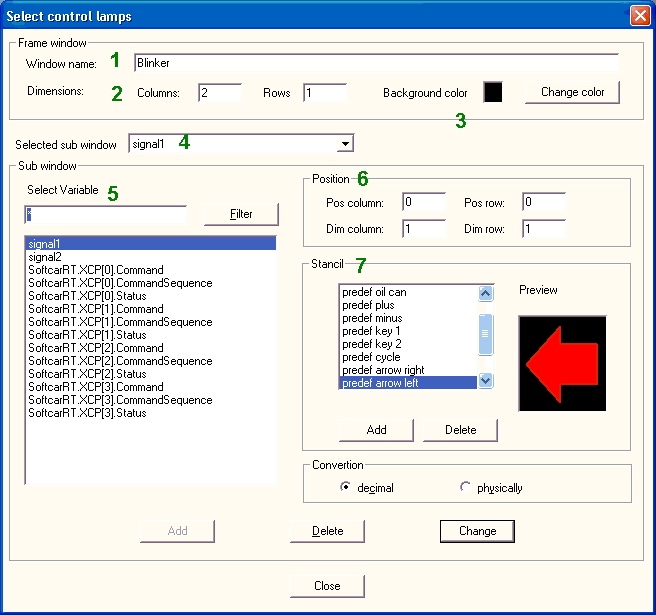 Select control lamps
Frame window
Window name: 1 Blinker
Dimensions: 2 Columns: 2 Rows 1 Background color Change color
3
Selected sub window signal1 4
Sub window
Select Variable 5
* Filter
signal1
signal2
SoftcarRT.XCP[0].Command
SoftcarRT.XCP[0].CommandSequence
SoftcarRT.XCP[0].Status
SoftcarRT.XCP[1].Command
SoftcarRT.XCP[1].CommandSequence
SoftcarRT.XCP[1].Status
SoftcarRT.XCP[2].Command
SoftcarRT.XCP[2].CommandSequence
SoftcarRT.XCP[2].Status
SoftcarRT.XCP[3].Command
SoftcarRT.XCP[3].CommandSequence
SoftcarRT.XCP[3].Status
Position 6
Pos column: 0 Pos row: 0
Dim column: 1 Dim row: 1
Stancil 7
predef oil can
predef plus
predef minus
predef key 1
predef key 2
predef cycle
predef arrow right
predef arrow left
Preview
Add Delete
Convertion
decimal physically
Add Delete Change
Close